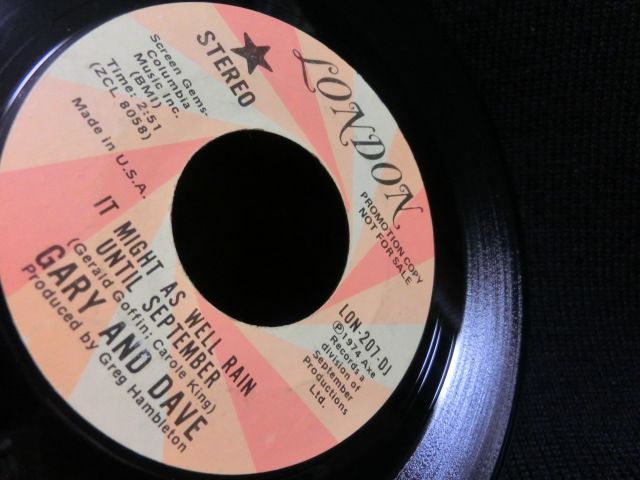 LONDON
STEREO
PROMOTION COPY
NOT FOR SALE
Screen Gems-
Columbia
Music Inc.
(BMI)
Time: 2:51
(ZCL 8058)
Made in U.S.A.
LON-207-DJ
℗1974 Axe
Records a
division of
September
Productions
Ltd.
IT MIGHT AS WELL RAIN
UNTIL SEPTEMBER
(Gerald Goffin; Carole King)
GARY AND DAVE
Produced by Greg Hambleton